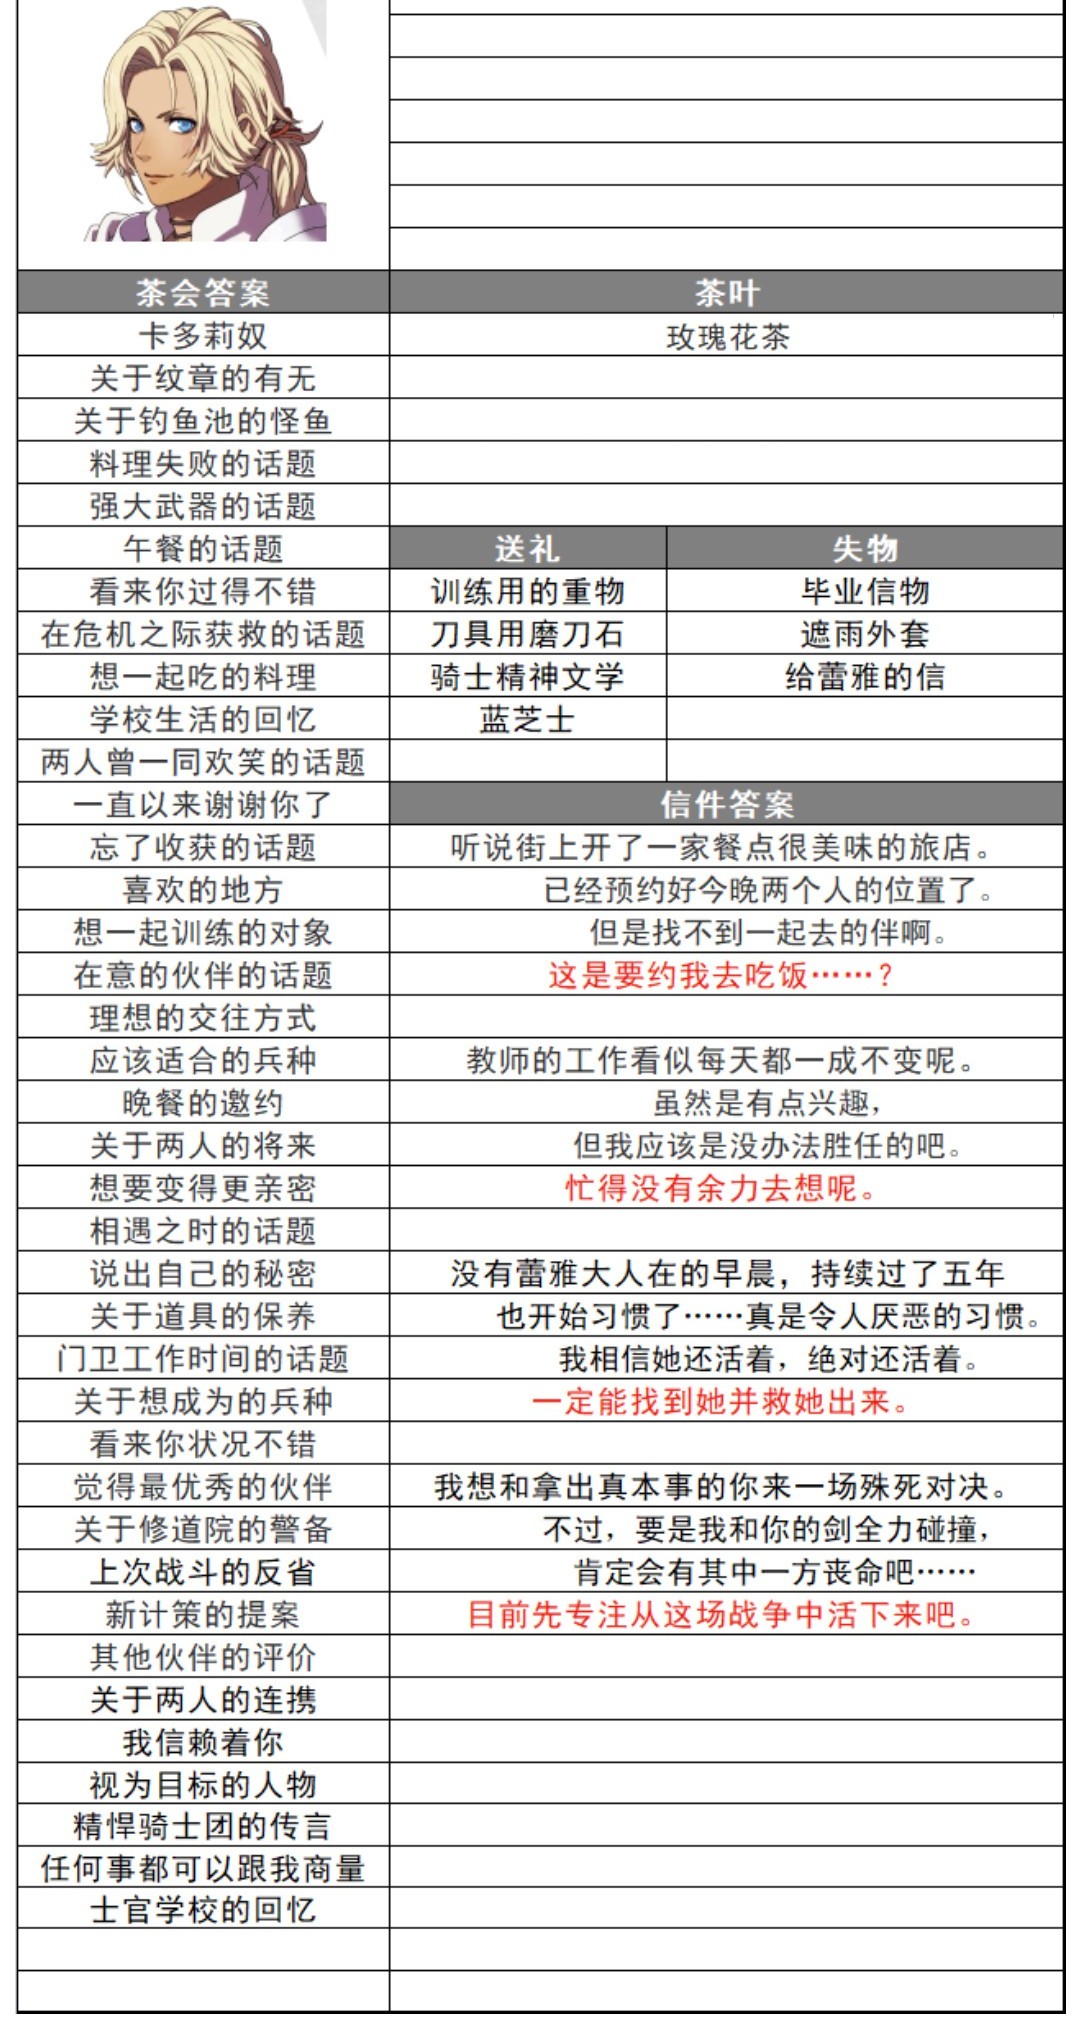 茶会答案 茶叶
卡多莉奴 玫瑰花茶
关于纹章的有无
关于钓鱼池的怪鱼
料理失败的话题
强大武器的话题
午餐的话题 送礼 失物
看来你过得不错 训练用的重物 毕业信物
在危机之际获救的话题 刀具用磨刀石 遮雨外套
想一起吃的料理 骑士精神文学 给蕾雅的信
学校生活的回忆 蓝芝士
两人曾一同欢笑的话题
一直以来谢谢你了 信件答案
忘了收获的话题 听说街上开了一家餐点很美味的旅店。
喜欢的地方 已经预约好今晚两个人的位置了。
想一起训练的对象 但是找不到一起去的伴啊。
在意的伙伴的话题 这是要约我去吃饭……？
理想的交往方式
应该适合的兵种 教师的工作看似每天都一成不变呢。
晚餐的邀约 虽然是有点兴趣，
关于两人的将来 但我应该是没办法胜任的吧。
想要变得更亲密 忙得没有余力去想呢。
相遇之时的话题
说出自己的秘密 没有蕾雅大人在的早晨，持续过了五年
关于道具的保养 也开始习惯了……真是令人厌恶的习惯。
门卫工作时间的话题 我相信她还活着，绝对还活着。
关于想成为的兵种 一定能找到她并救她出来。
看来你状况不错
觉得最优秀的伙伴 我想和拿出真本事的你来一场殊死对决。
关于修道院的警备 不过，要是我和你的剑全力碰撞，
上次战斗的反省 肯定会有其中一方丧命吧……
新计策的提案 目前先专注从这场战争中活下来吧。
其他伙伴的评价
关于两人的连携
我信赖着你
视为目标的人物
精悍骑士团的传言
任何事都可以跟我商量
士官学校的回忆